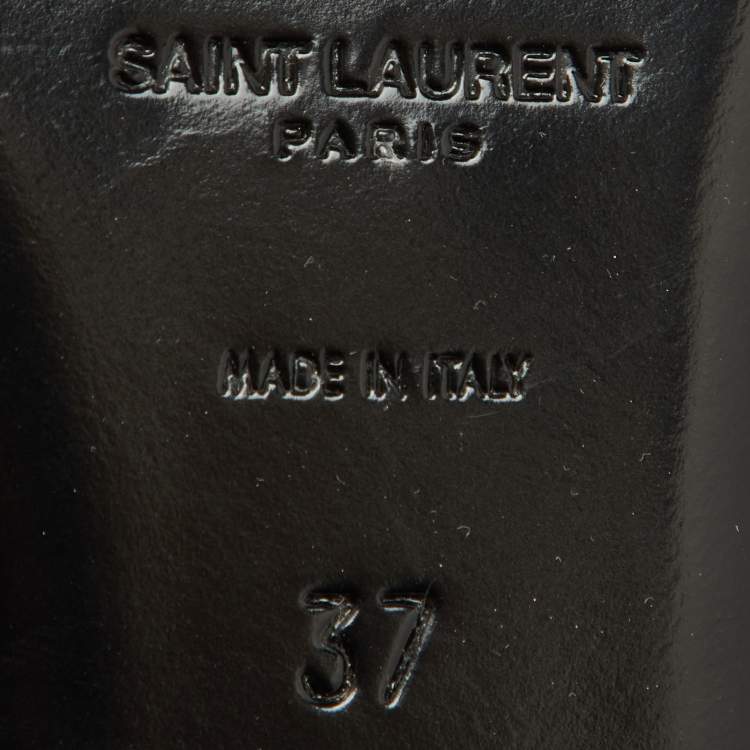 SAINT LAURENT
PARIS
MADE IN ITALY
37